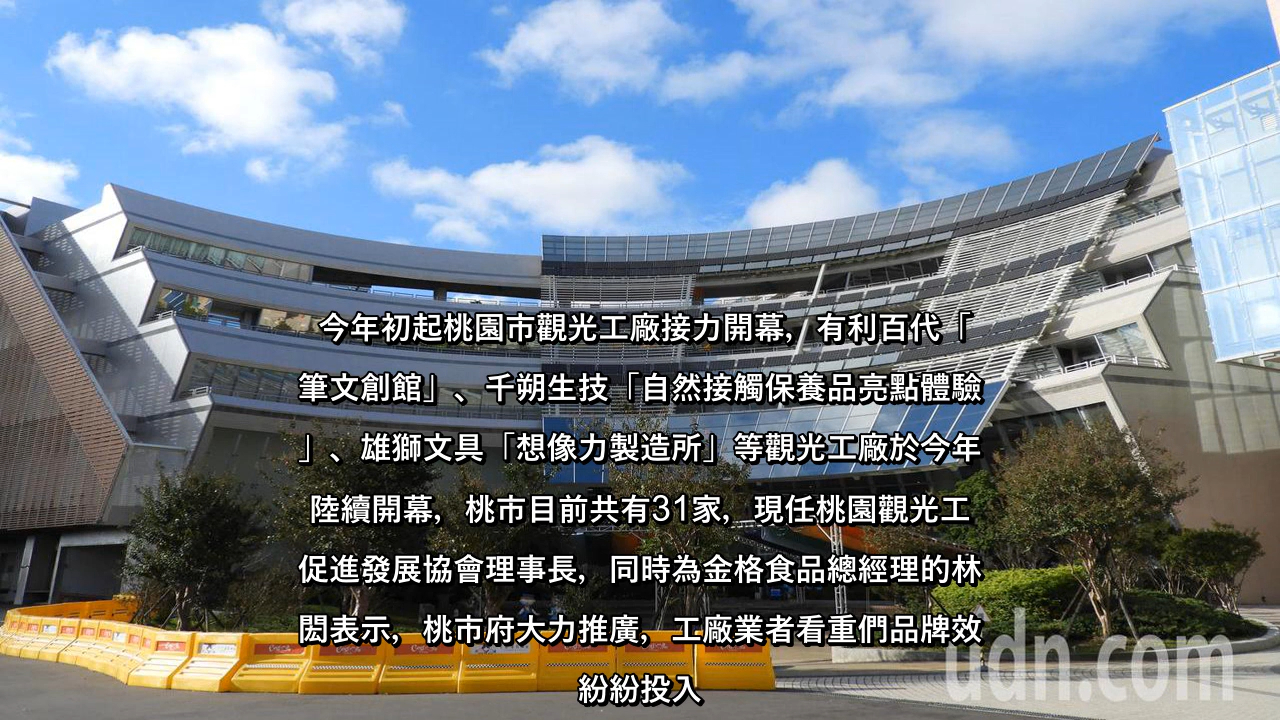 今年初起桃園市觀光工廠接力開幕，有利百代「
筆文創館」、千朔生技「自然接觸保養品亮點體驗
」、雄獅文具「想像力製造所」等觀光工廠於今年
陸續開幕，桃市目前共有31家，現任桃園觀光工
促進發展協會理事長，同時為金格食品總經理的林
閎表示，桃市府大力推廣，工廠業者看重們品牌效
紛紛投入
udn.com